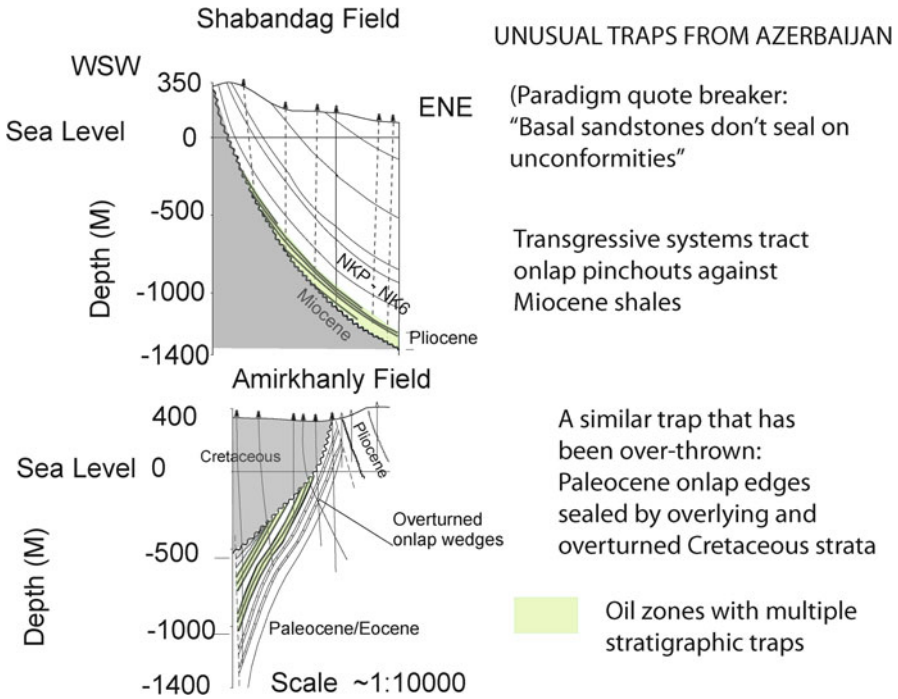 Shabandag Field
UNUSUAL TRAPS FROM AZERBAIJAN
WSW
350
ENE
Sea Level
0
(Paradigm quote breaker:
“Basal sandstones don’t seal on
unconformities”
Depth (M)
-500
-1000
-1400
NKP - NK6
Miocene
Pliocene
Transgressive systems tract
onlap pinchouts against
Miocene shales
Amirkhanly Field
400
Sea Level
0
Depth (M)
-500
-1000
-1400
Cretaceous
Pliocene
Overturned
onlap wedges
Paleocene/Eocene
Scale ~1:10000
A similar trap that has
been over-thrown:
Paleocene onlap edges
sealed by overlying and
overturned Cretaceous strata
Oil zones with multiple
stratigraphic traps